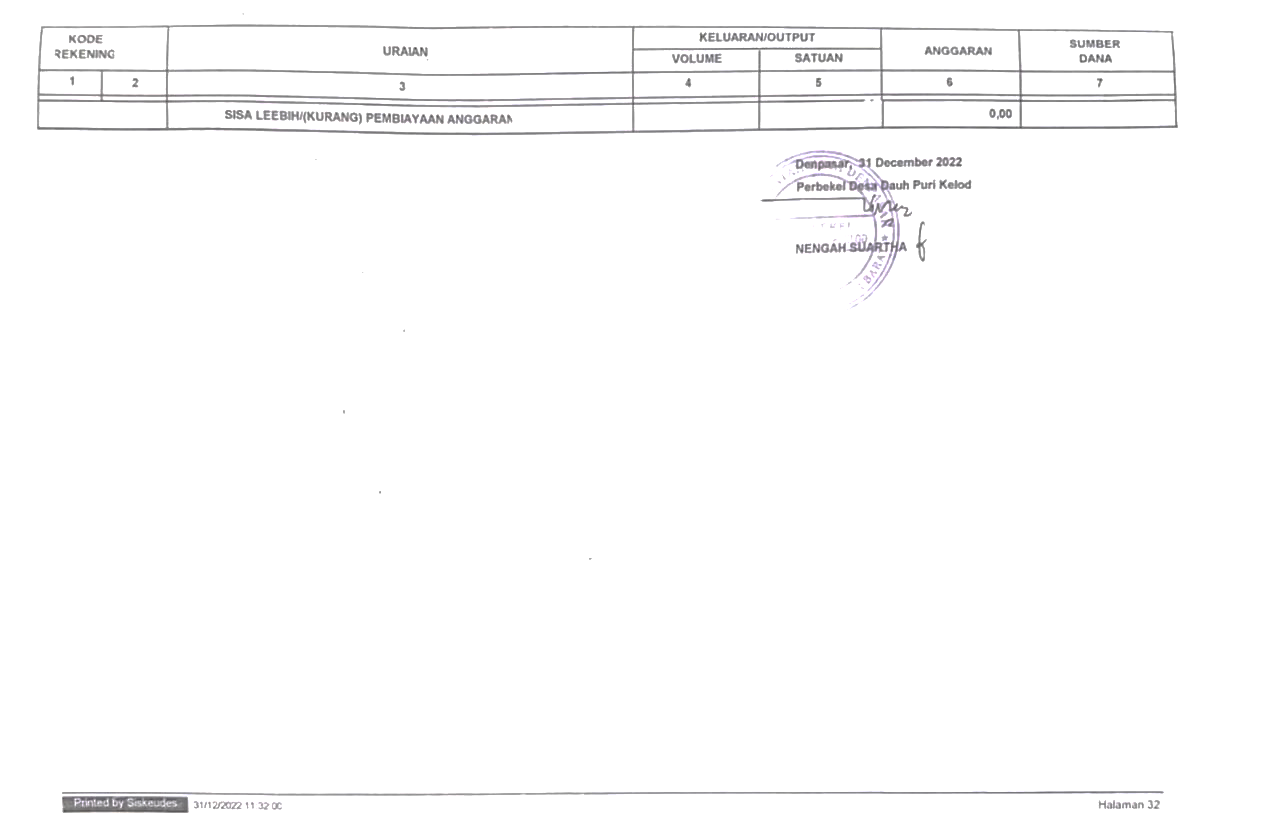 KODE REKENING URAIAN KELUARAN/OUTPUT ANGGARAN SUMBER DANA
VOLUME SATUAN
1 2 3 4 5 6 7
SISA LEEBIH/(KURANG) PEMBIAYAAN ANGGARAN 0,00
Denpasar, 31 December 2022
Perbekel Desa Dauh Puri Kelod
NENGAH SUARTHA
BARAT
Printed by Siskeudes 31/12/2022 11:32:00
Halaman 32